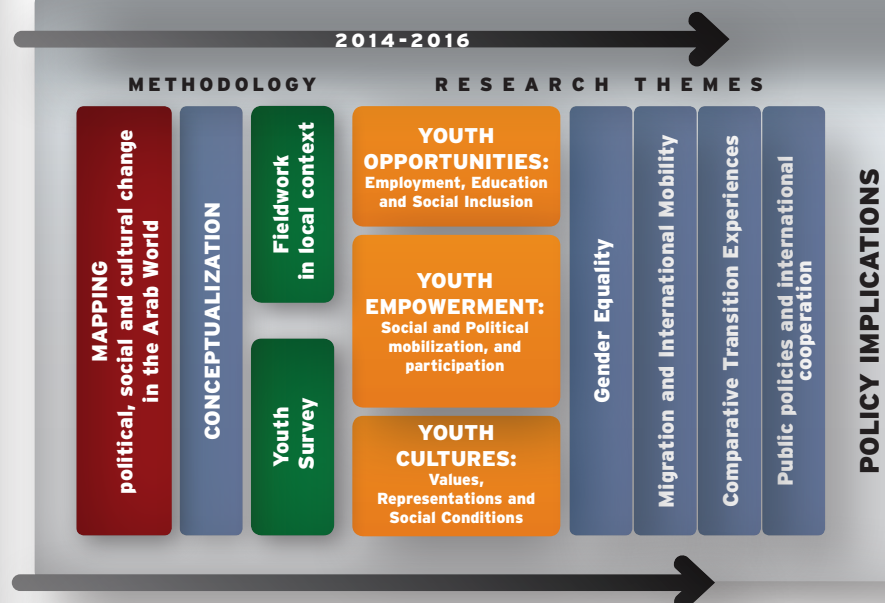 2014-2016
METHODOLOGY
RESEARCH THEMES
MAPPING
political, social and cultural change
in the Arab World
CONCEPTUALIZATION
Fieldwork
in local context
Youth
Survey
YOUTH
OPPORTUNITIES:
Employment, Education
and Social Inclusion
YOUTH
EMPOWERMENT:
Social and Political
mobilization, and
participation
YOUTH
CULTURES:
Values,
Representations and
Social Conditions
Gender Equality
Migration and International Mobility
Comparative Transition Experiences
Public policies and international
cooperation
POLICY IMPLICATIONS